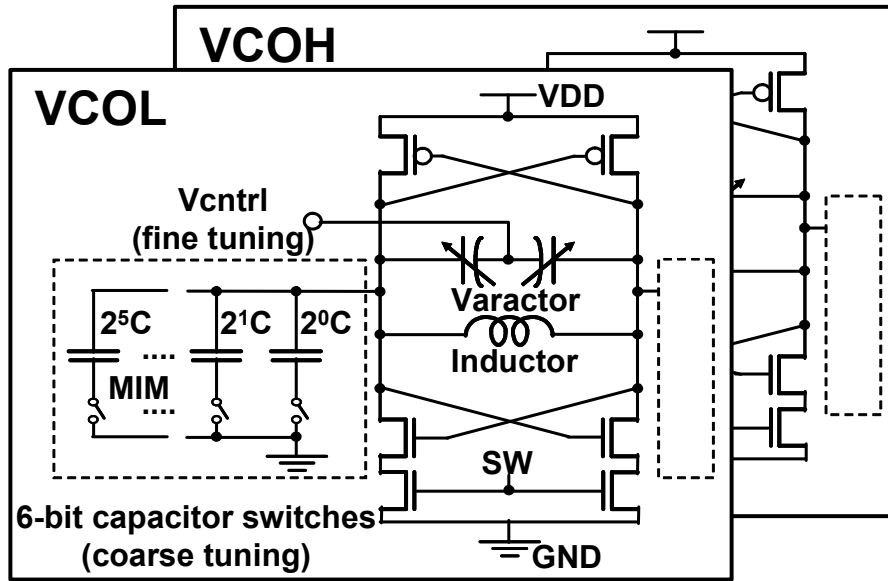 VCOH
VCOL
VDD
Vcntrl
(fine tuning)
2⁵C 2¹C 2⁰C
Varactor
Inductor
MIM
SW
6-bit capacitor switches
(coarse tuning)
GND